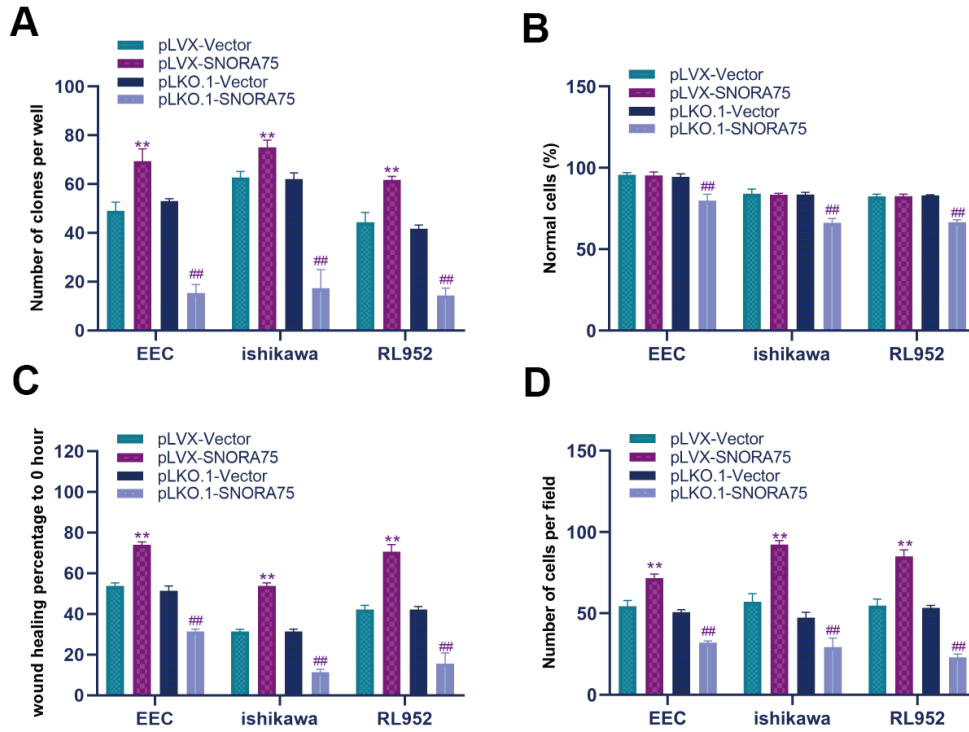 A
pLVX-Vector
pLVX-SNORA75
pLKO.1-Vector
pLKO.1-SNORA75
Number of clones per well
100
80
60
40
20
0
**
##
**
##
**
##
EEC
ishikawa
RL952
B
pLVX-Vector
pLVX-SNORA75
pLKO.1-Vector
pLKO.1-SNORA75
Normal cells (%)
150
100
50
0
##
##
##
EEC
ishikawa
RL952
C
pLVX-Vector
pLVX-SNORA75
pLKO.1-Vector
pLKO.1-SNORA75
wound healing percentage to 0 hour
120
100
80
60
40
20
0
**
##
**
##
**
##
EEC
ishikawa
RL952
D
pLVX-Vector
pLVX-SNORA75
pLKO.1-Vector
pLKO.1-SNORA75
Number of cells per field
150
100
50
0
**
##
**
##
**
##
EEC
ishikawa
RL952